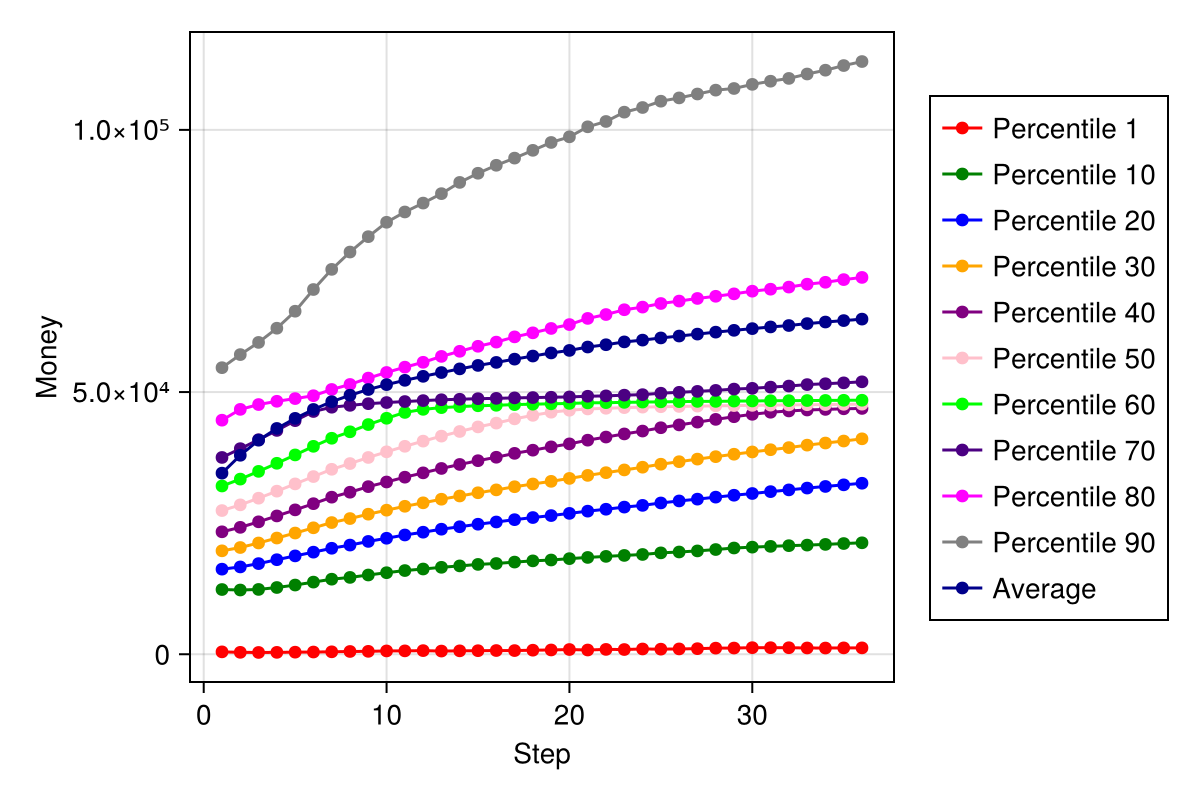 Money
1.0×10⁵
5.0×10⁴
0
0 10 20 30
Step
Percentile 1
Percentile 10
Percentile 20
Percentile 30
Percentile 40
Percentile 50
Percentile 60
Percentile 70
Percentile 80
Percentile 90
Average